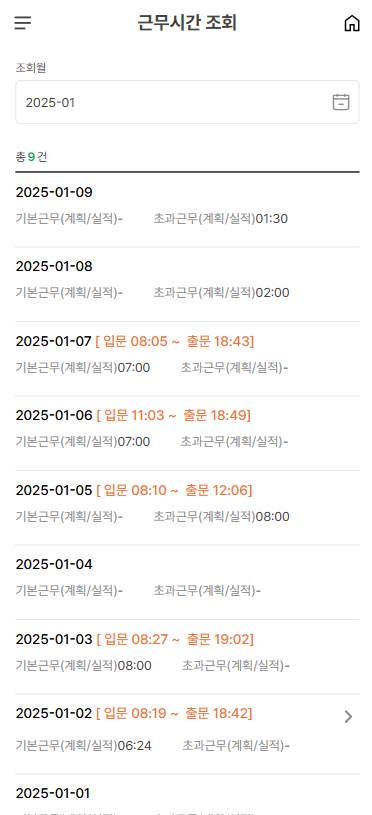 근무시간 조회
조회월
2025-01
총 9 건
2025-01-09
기본근무(계획/실적)- 초과근무(계획/실적)01:30
2025-01-08
기본근무(계획/실적)- 초과근무(계획/실적)02:00
2025-01-07 [ 입문 08:05 ~ 출문 18:43]
기본근무(계획/실적)07:00 초과근무(계획/실적)-
2025-01-06 [ 입문 11:03 ~ 출문 18:49]
기본근무(계획/실적)07:00 초과근무(계획/실적)-
2025-01-05 [ 입문 08:10 ~ 출문 12:06]
기본근무(계획/실적)- 초과근무(계획/실적)08:00
2025-01-04
기본근무(계획/실적)- 초과근무(계획/실적)-
2025-01-03 [ 입문 08:27 ~ 출문 19:02]
기본근무(계획/실적)08:00 초과근무(계획/실적)-
2025-01-02 [ 입문 08:19 ~ 출문 18:42]
기본근무(계획/실적)06:24 초과근무(계획/실적)-
2025-01-01